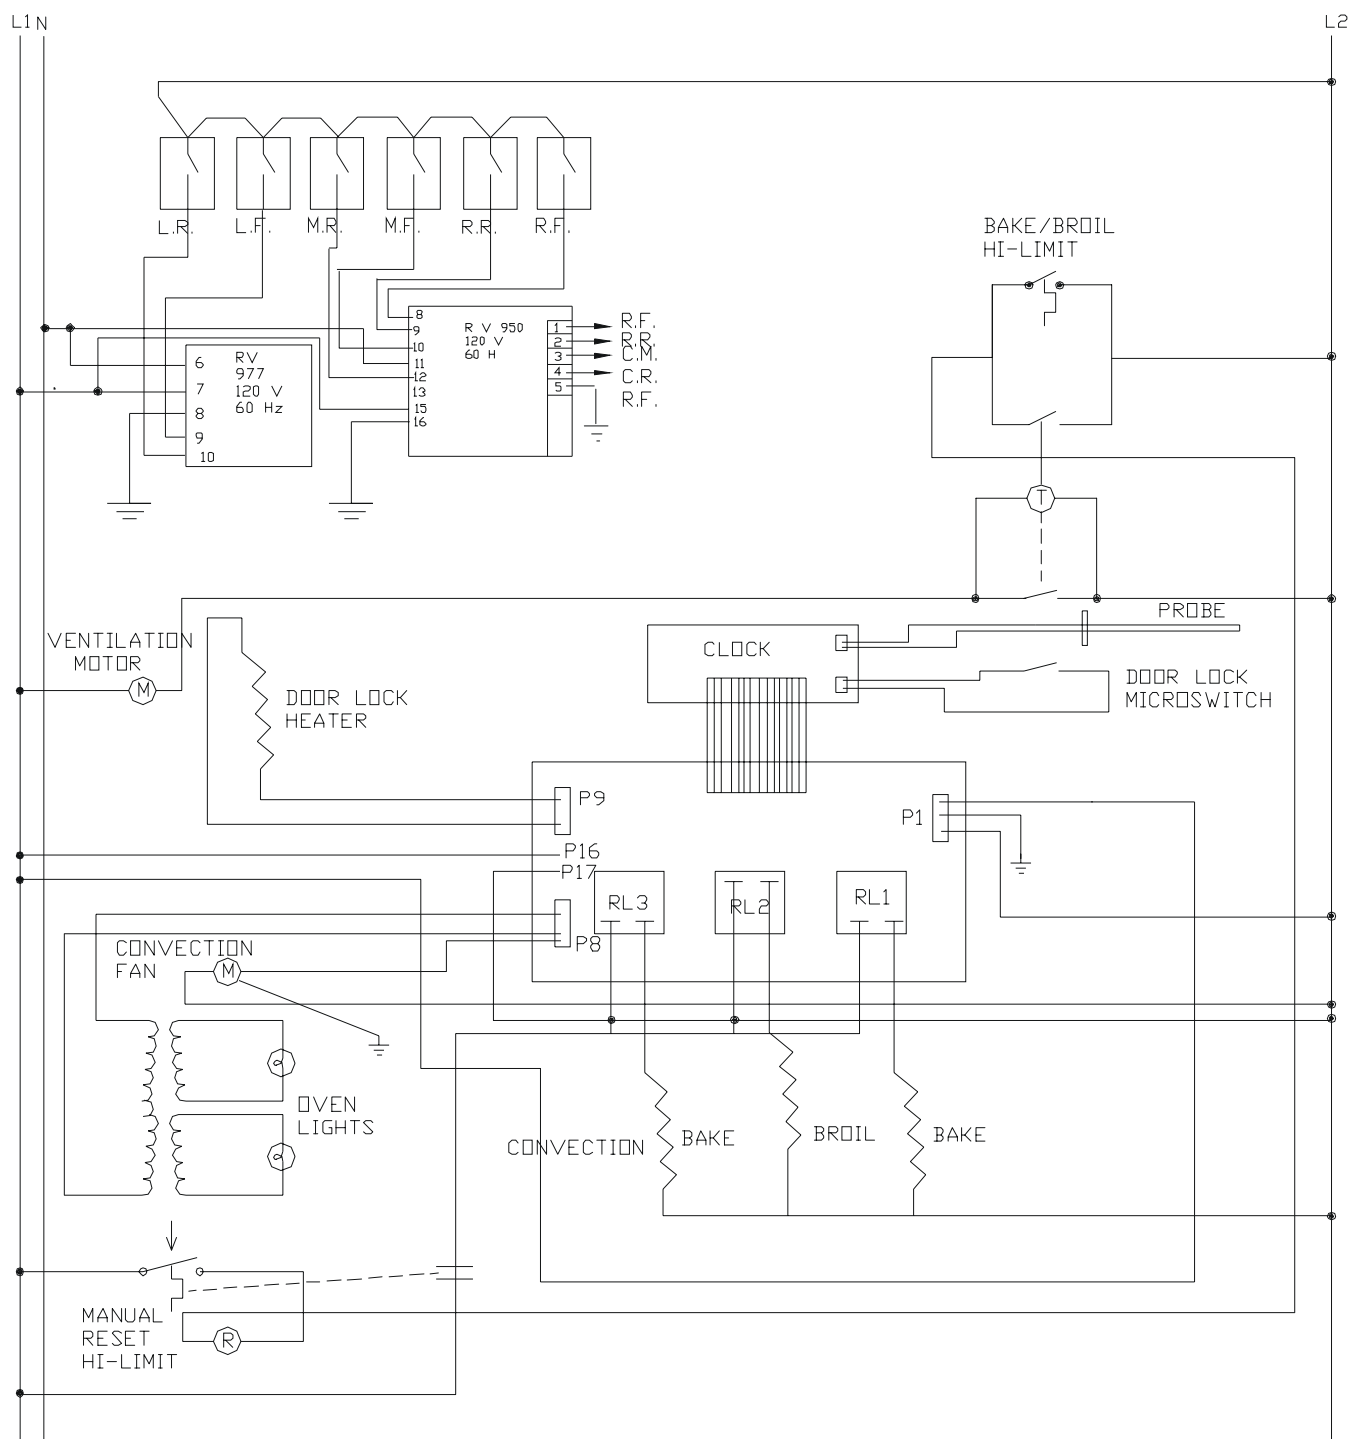 L1 N
L2
L.R.
L.F.
M.R.
M.F.
R.R.
R.F.
BAKE/BROIL
HI-LIMIT
6
7
8
9
10
RV
977
120 V
60 Hz
8
9
10
11
12
13
15
16
R V 950
120 V
60 H
1
2
3
4
5
R.F.
R.R.
C.M.
C.R.
R.F.
T
VENTILATION
MOTOR
M
DOOR LOCK
HEATER
CLOCK
PROBE
DOOR LOCK
MICROSWITCH
P9
P1
P16
P17
P8
RL3
RL2
RL1
CONVECTION
FAN
M
OVEN
LIGHTS
CONVECTION BAKE
BROIL
BAKE
MANUAL
RESET
HI-LIMIT
R